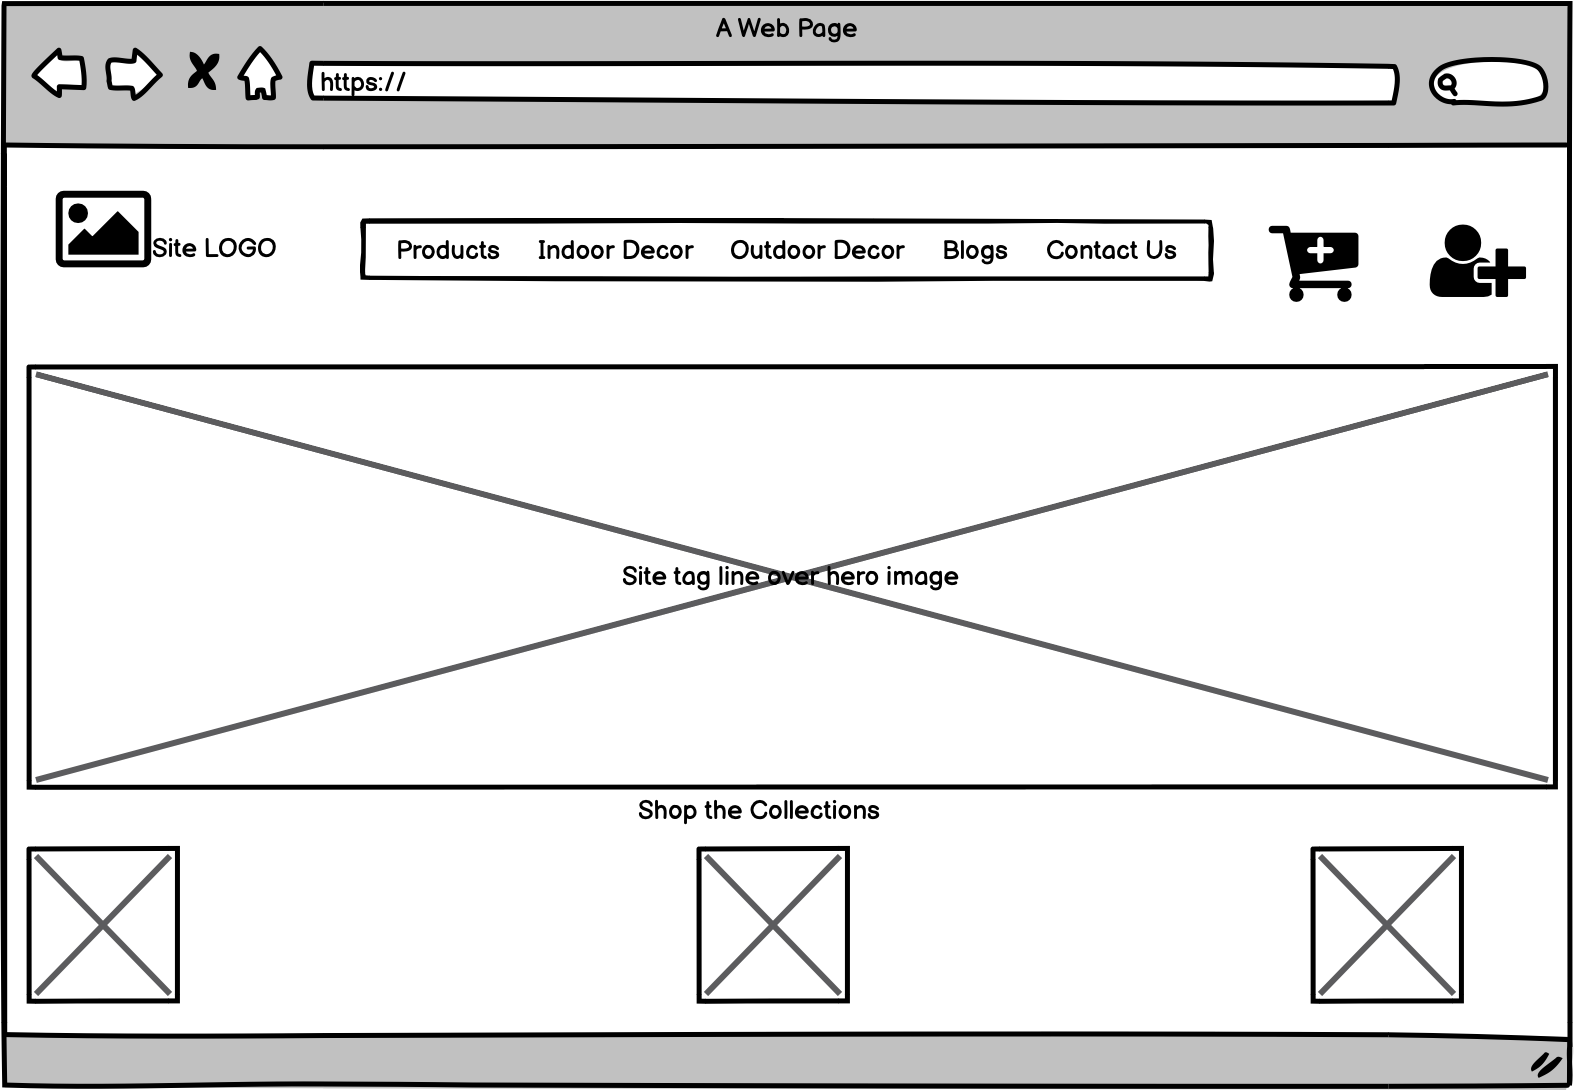 A Web Page
https://
Site LOGO
Products Indoor Decor Outdoor Decor Blogs Contact Us
Site tag line over hero image
Shop the Collections